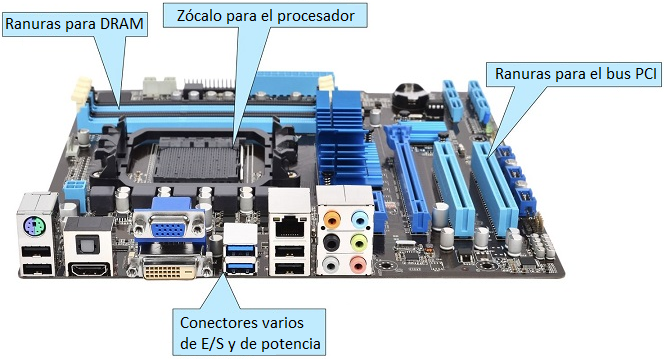 Zócalo para el procesador
Ranuras para DRAM
Ranuras para el bus PCI
Conectores varios
de E/S y de potencia